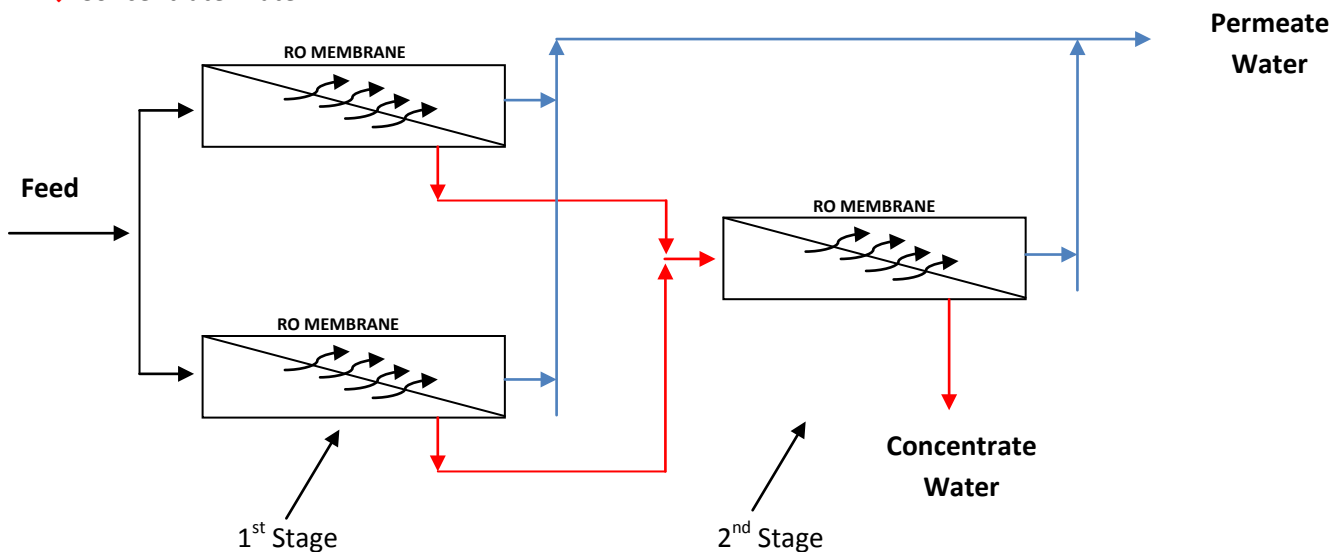 RO MEMBRANE
Permeate
Water
Feed
RO MEMBRANE
RO MEMBRANE
Concentrate
Water
1st Stage
2nd Stage